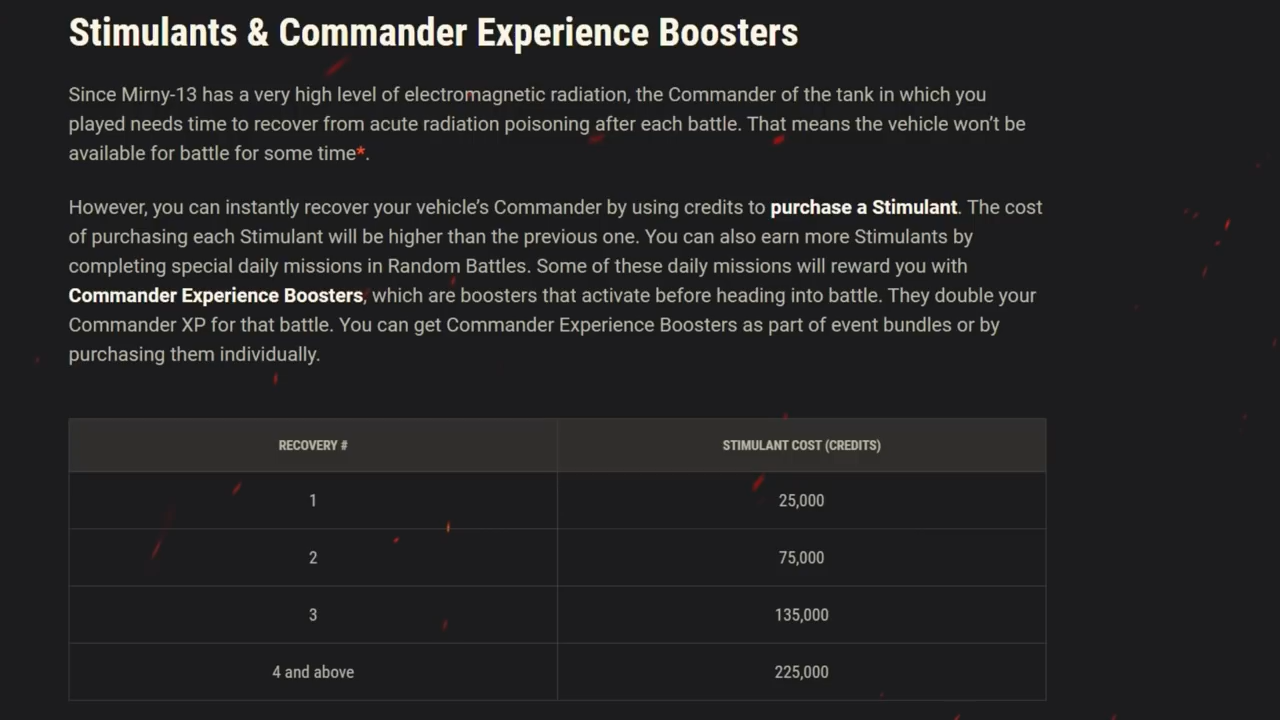 Stimulants & Commander Experience Boosters
Since Mirny-13 has a very high level of electromagnetic radiation, the Commander of the tank in which you
played needs time to recover from acute radiation poisoning after each battle. That means the vehicle won’t be
available for battle for some time*.
However, you can instantly recover your vehicle’s Commander by using credits to purchase a Stimulant. The cost
of purchasing each Stimulant will be higher than the previous one. You can also earn more Stimulants by
completing special daily missions in Random Battles. Some of these daily missions will reward you with
Commander Experience Boosters, which are boosters that activate before heading into battle. They double your
Commander XP for that battle. You can get Commander Experience Boosters as part of event bundles or by
purchasing them individually.
RECOVERY # STIMULANT COST (CREDITS)
1 25,000
2 75,000
3 135,000
4 and above 225,000